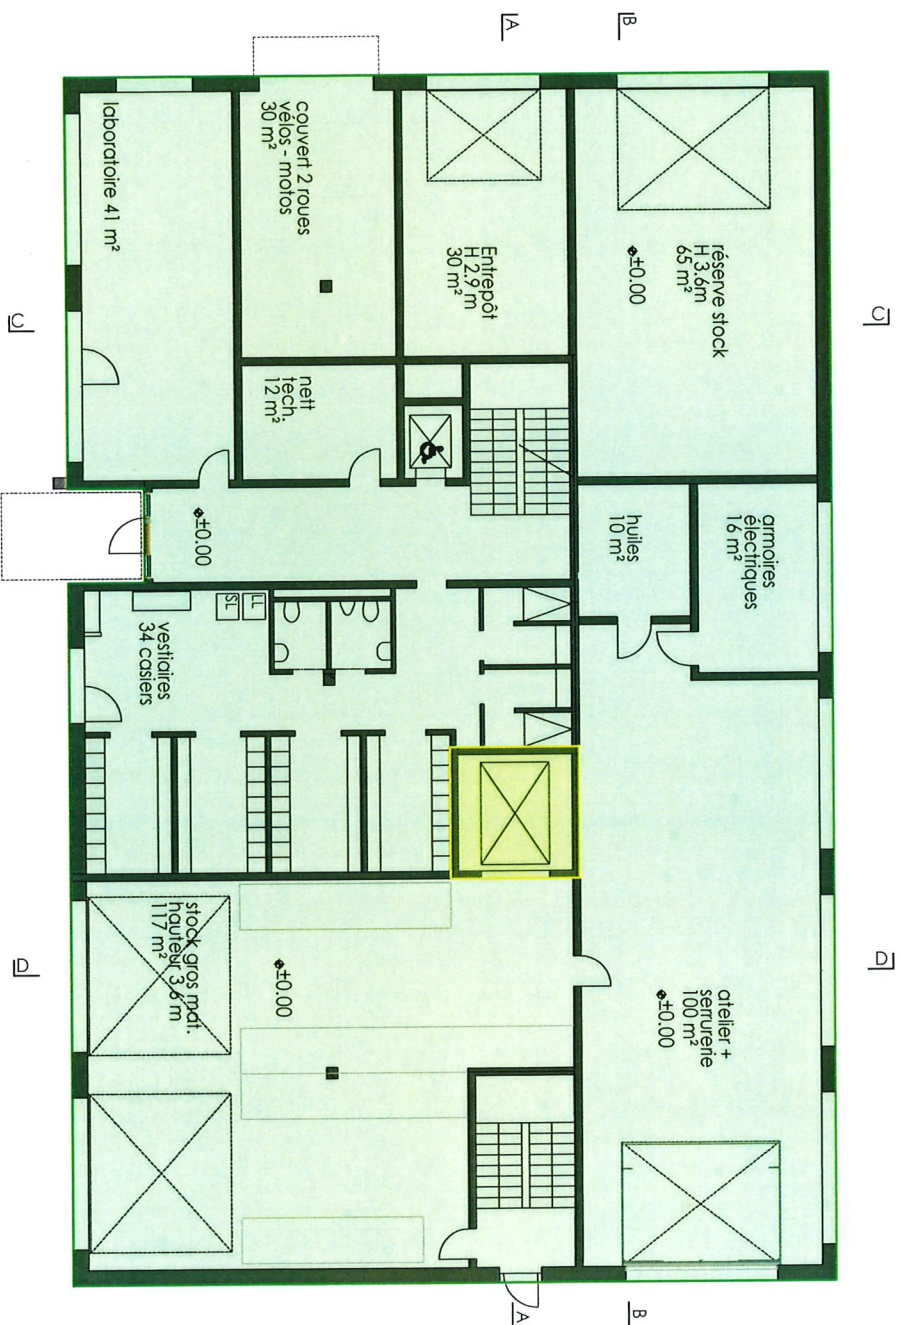 A
B
laboratoire 41 m²
couvert 2 roues
vélos - motos
30 m²
Entrepôt
H 2.9 m
30 m²
réserve stock
H 3.6m
65 m²
±0.00
C
C
nett
tech.
12 m²
±0.00
huiles
10 m²
armoires
électriques
16 m²
SL
LL
vestiaires
34 casiers
stock gros mat.
hauteur 3.6 m
117 m²
±0.00
atelier +
serrurerie
100 m²
±0.00
D
D
A
B